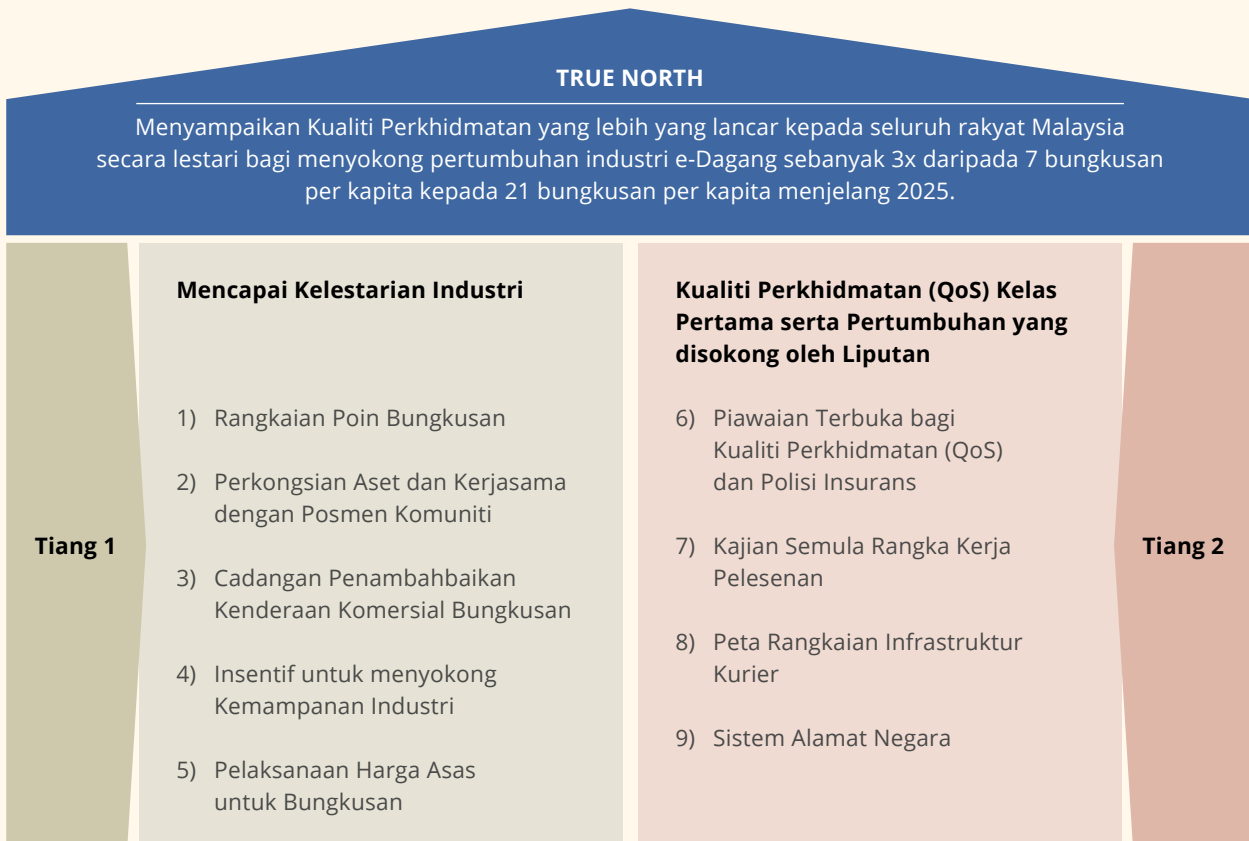 TRUE NORTH
Menyampaikan Kualiti Perkhidmatan yang lebih yang lancar kepada seluruh rakyat Malaysia
secara lestari bagi menyokong pertumbuhan industri e-Dagang sebanyak 3x daripada 7 bungkusan
per kapita kepada 21 bungkusan per kapita menjelang 2025.
Tiang 1
Mencapai Kelestarian Industri
1) Rangkaian Poin Bungkusan
2) Perkongsian Aset dan Kerjasama
dengan Posmen Komuniti
3) Cadangan Penambahbaikan
Kenderaan Komersial Bungkusan
4) Insentif untuk menyokong
Kemampanan Industri
5) Pelaksanaan Harga Asas
untuk Bungkusan
Kualiti Perkhidmatan (QoS) Kelas
Pertama serta Pertumbuhan yang
disokong oleh Liputan
6) Piawaian Terbuka bagi
Kualiti Perkhidmatan (QoS)
dan Polisi Insurans
7) Kajian Semula Rangka Kerja
Pelesenan
8) Peta Rangkaian Infrastruktur
Kurier
9) Sistem Alamat Negara
Tiang 2